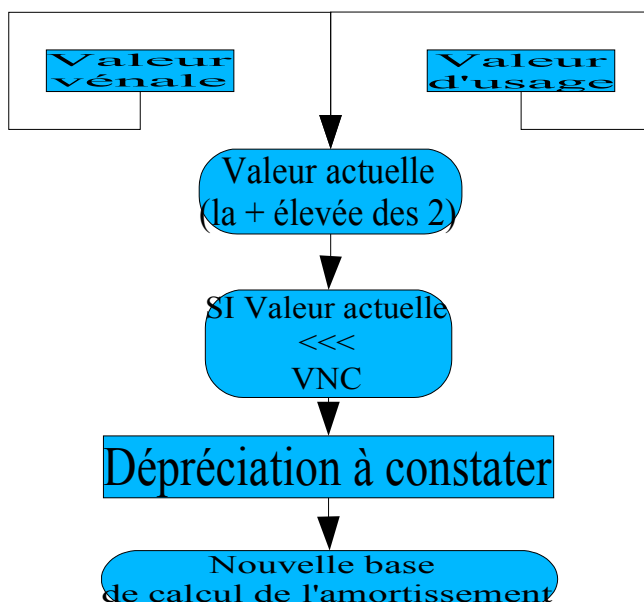 Valeur
vénale
Valeur
d'usage
Valeur actuelle
(la + élevée des 2)
SI Valeur actuelle
<<<
VNC
Dépréciation à constater
Nouvelle base
de calcul de l'amortissement